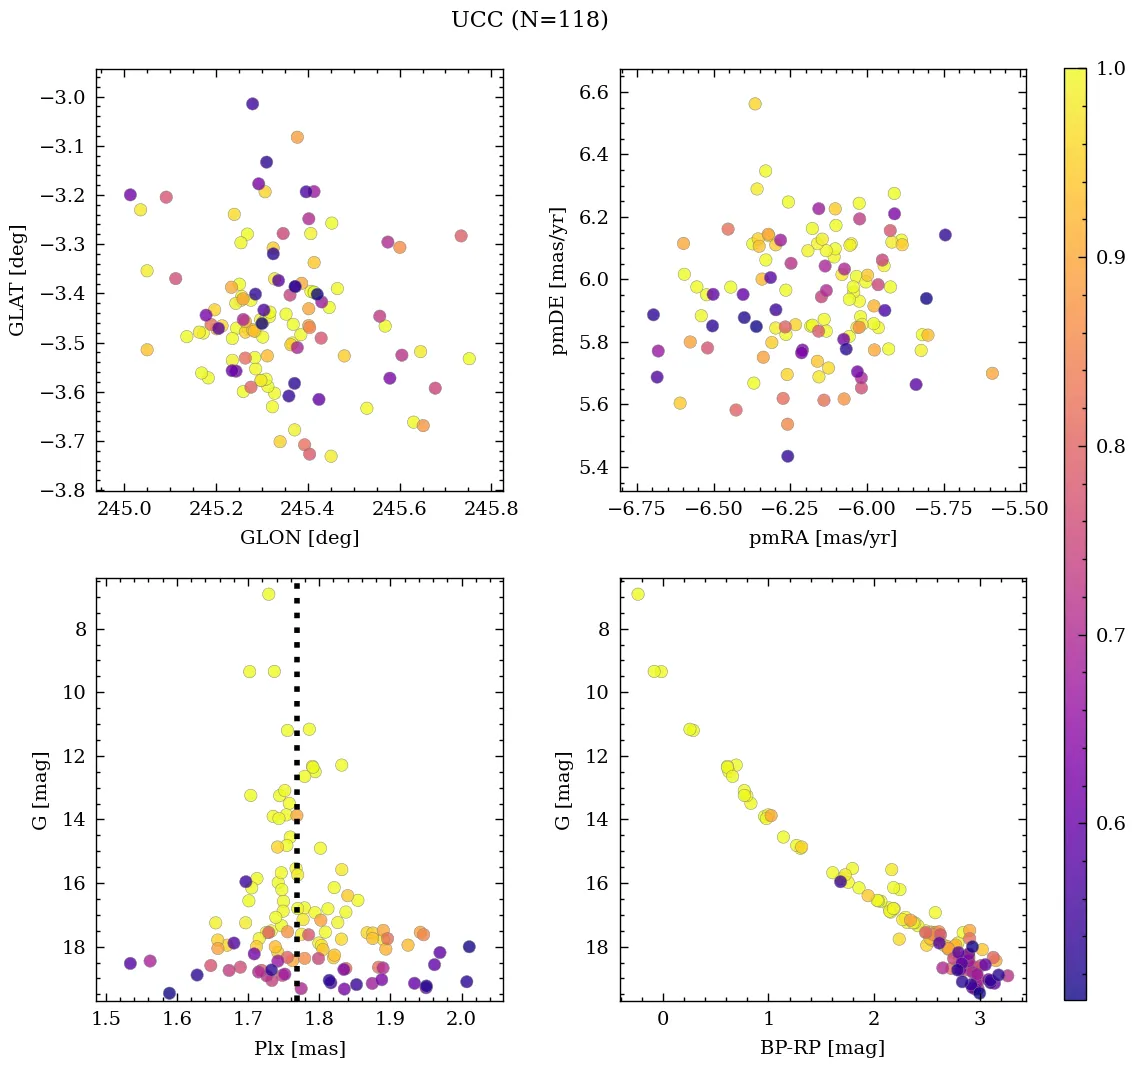 UCC (N=118)
−3.0
−3.1
−3.2
−3.3
−3.4
−3.5
−3.6
−3.7
−3.8
GLAT [deg]
245.0 245.2 245.4 245.6 245.8
GLON [deg]
6.6
6.4
6.2
6.0
5.8
5.6
5.4
pmDE [mas/yr]
−6.75 −6.50 −6.25 −6.00 −5.75 −5.50
pmRA [mas/yr]
1.0
0.9
0.8
0.7
0.6
8
10
12
14
16
18
G [mag]
1.5 1.6 1.7 1.8 1.9 2.0
Plx [mas]
8
10
12
14
16
18
G [mag]
0 1 2 3
BP-RP [mag]